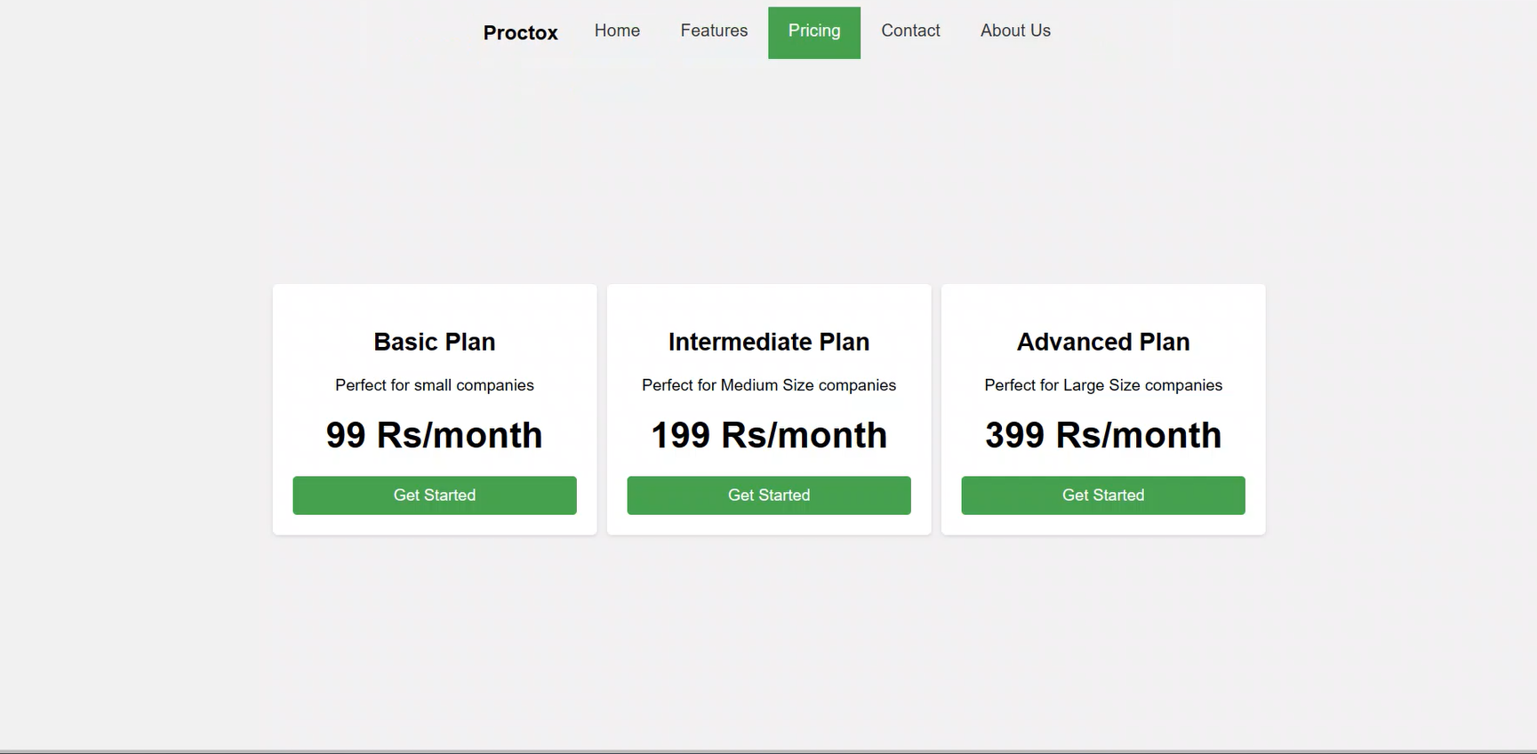 Proctox Home Features Pricing Contact About Us
Basic Plan
Perfect for small companies
99 Rs/month
Get Started
Intermediate Plan
Perfect for Medium Size companies
199 Rs/month
Get Started
Advanced Plan
Perfect for Large Size companies
399 Rs/month
Get Started